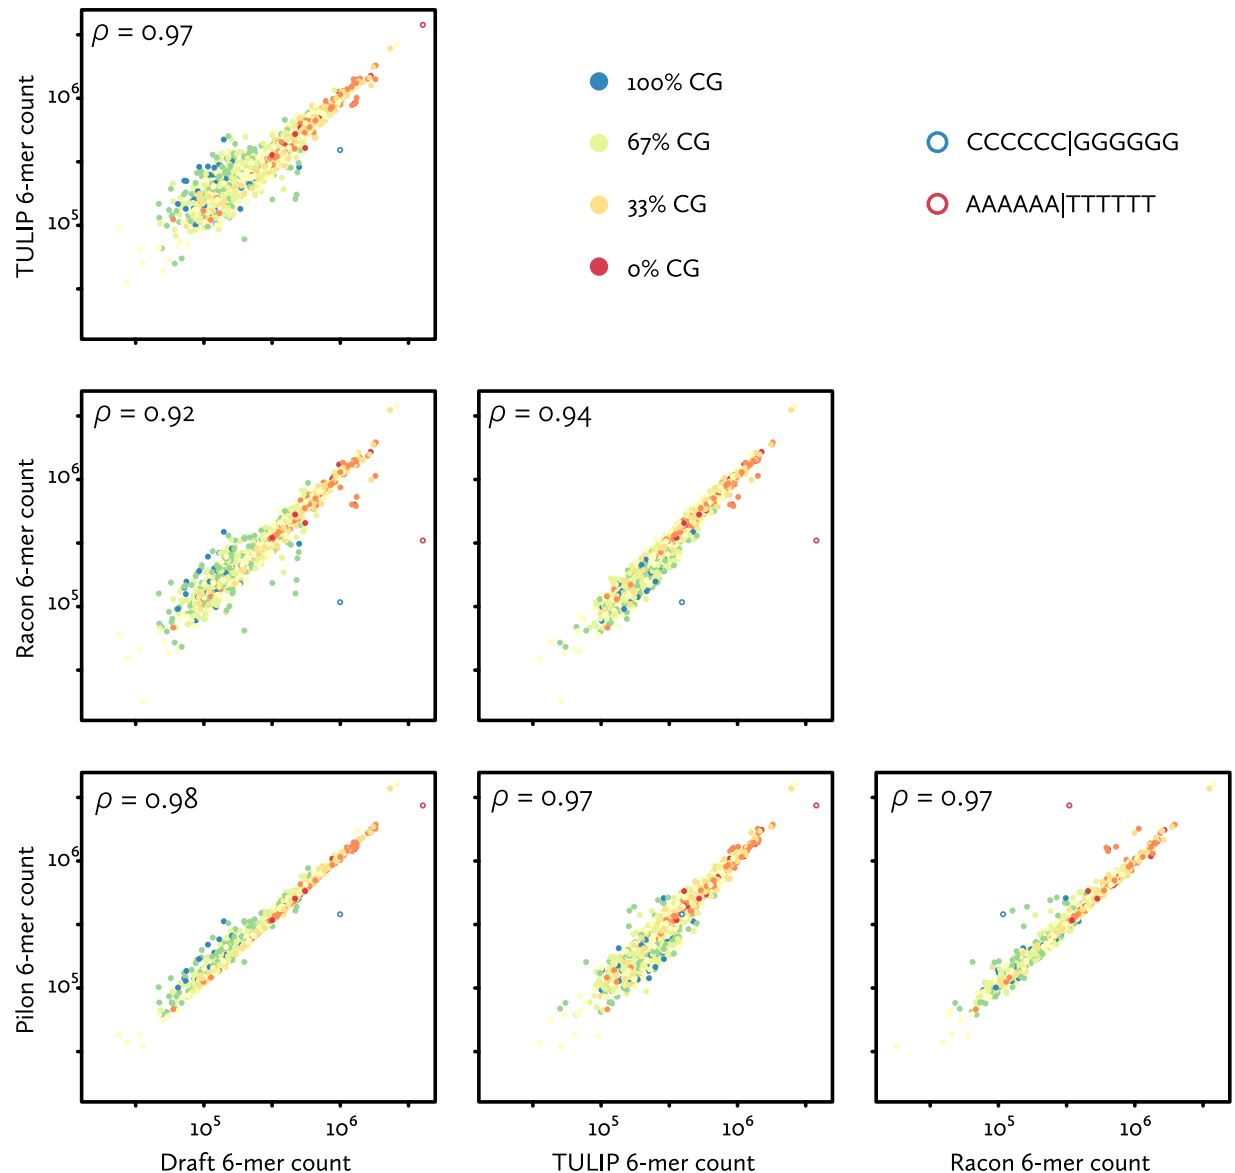 ρ = 0.97
10⁶
10⁵
TULIP 6-mer count
100% CG
67% CG
33% CG
0% CG
CCCCCC|GGGGGG
AAAAAA|TTTTTT
ρ = 0.92
10⁶
10⁵
Racon 6-mer count
ρ = 0.94
ρ = 0.98
10⁶
10⁵
Pilon 6-mer count
ρ = 0.97
ρ = 0.97
10⁵ 10⁶
10⁵ 10⁶
10⁵ 10⁶
Draft 6-mer count
TULIP 6-mer count
Racon 6-mer count